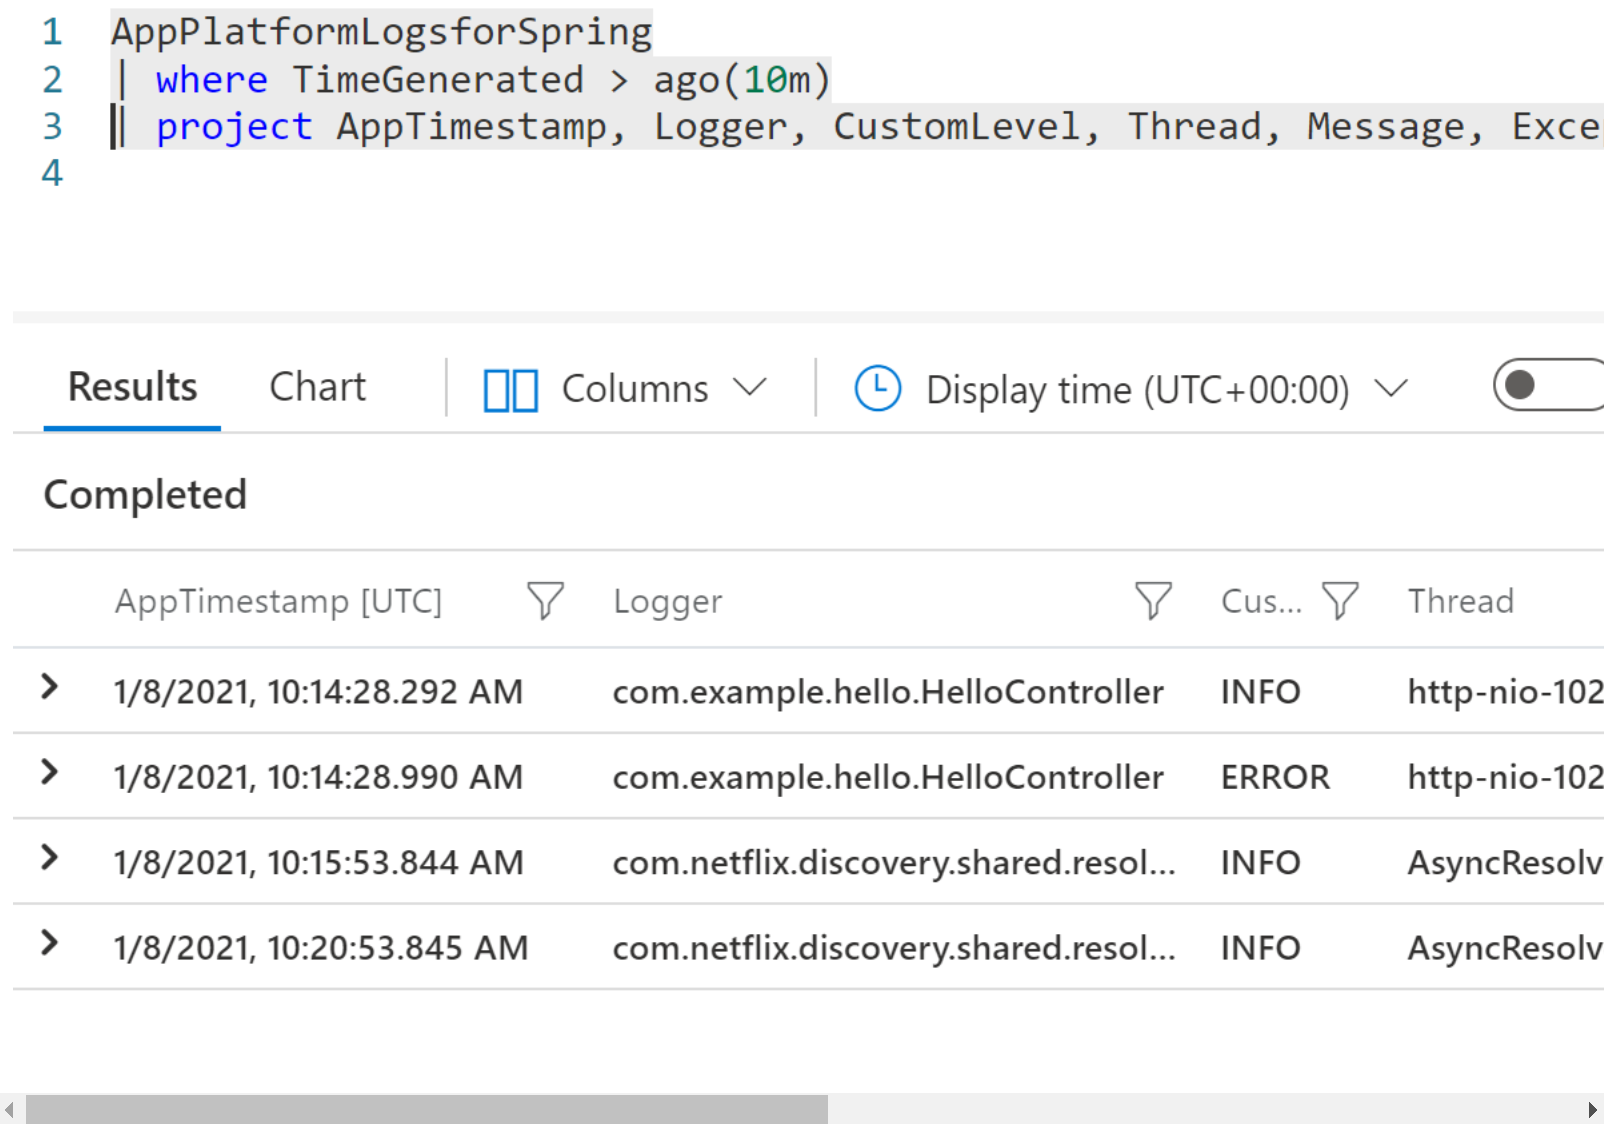 1 AppPlatformLogsforSpring
2 | where TimeGenerated > ago(10m)
3 | project AppTimestamp, Logger, CustomLevel, Thread, Message, Exce
4
Results Chart Columns Display time (UTC+00:00)
Completed
AppTimestamp [UTC] Logger Cus... Thread
1/8/2021, 10:14:28.292 AM com.example.hello.HelloController INFO http-nio-102
1/8/2021, 10:14:28.990 AM com.example.hello.HelloController ERROR http-nio-102
1/8/2021, 10:15:53.844 AM com.netflix.discovery.shared.resol... INFO AsyncResolv
1/8/2021, 10:20:53.845 AM com.netflix.discovery.shared.resol... INFO AsyncResolv